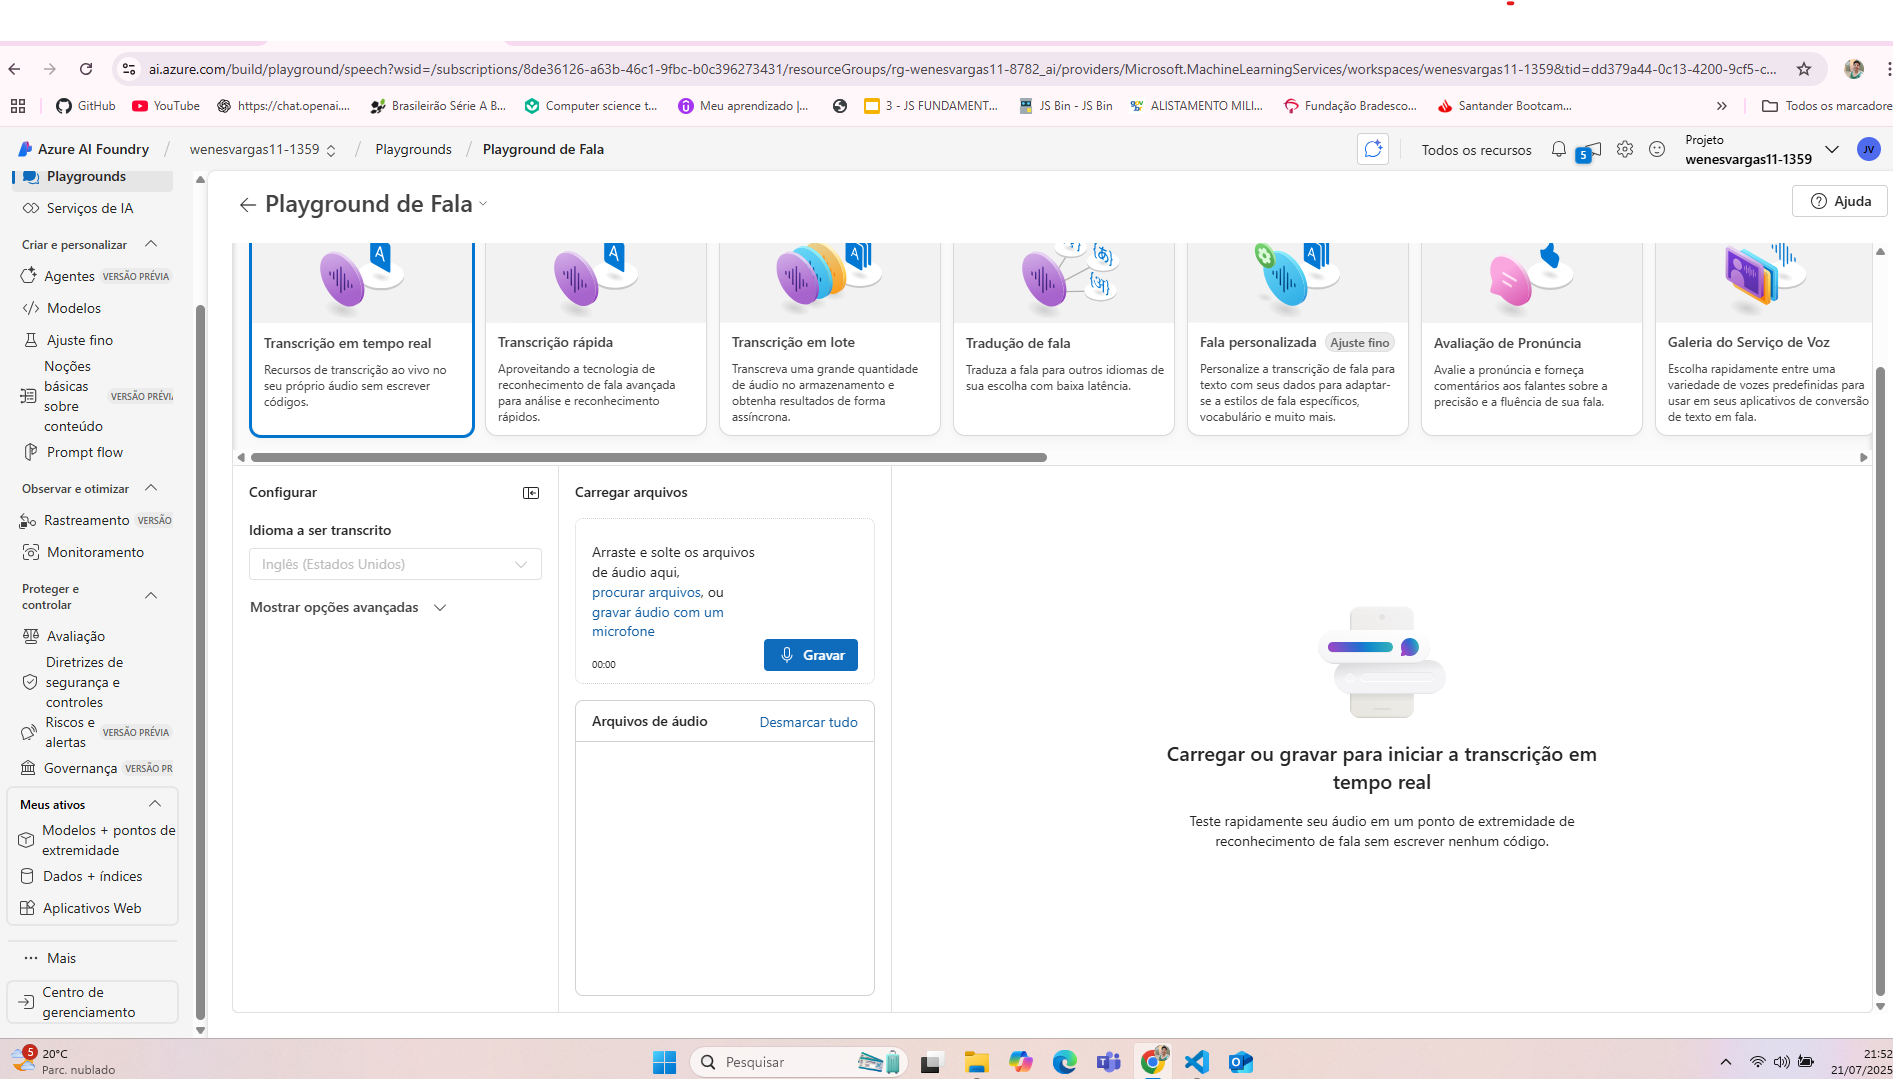 ai.azure.com/build/playground/speech?wsid=/subscriptions/8de36126-a63b-46c1-9fbc-b0c396273431/resourceGroups/rg-wenesvargas11-8782_ai/providers/Microsoft.MachineLearningServices/workspaces/wenesvargas11-1359&tid=dd379a44-0c13-4200-9cf5-c...
GitHub
YouTube
https://chat.openai....
Brasileirão Série A B...
Computer science t...
Meu aprendizado |...
3 - JS FUNDAMENT...
JS Bin - JS Bin
ALISTAMENTO MILI...
Fundação Bradesco...
Santander Bootcam...
»
Todos os marcadore
Azure AI Foundry / wenesvargas11-1359 / Playgrounds / Playground de Fala
Todos os recursos
5
Projeto
wenesvargas11-1359
JV
Playgrounds
Serviços de IA
Criar e personalizar
Agentes VERSÃO PRÉVIA
Modelos
Ajuste fino
Noções
básicas
sobre
conteúdo
VERSÃO PRÉVI
Prompt flow
Observar e otimizar
Rastreamento VERSÃO
Monitoramento
Proteger e
controlar
Avaliação
Diretrizes de
segurança e
controles
Riscos e
alertas
VERSÃO PRÉVIA
Governança VERSÃO PR
Meus ativos
Modelos + pontos de
extremidade
Dados + índices
Aplicativos Web
Mais
Centro de
gerenciamento
Playground de Fala
Ajuda
Transcrição em tempo real
Recursos de transcrição ao vivo no
seu próprio áudio sem escrever
códigos.
Transcrição rápida
Aproveitando a tecnologia de
reconhecimento de fala avançada
para análise e reconhecimento
rápidos.
Transcrição em lote
Transcreva uma grande quantidade
de áudio no armazenamento e
obtenha resultados de forma
assíncrona.
Tradução de fala
Traduza a fala para outros idiomas de
sua escolha com baixa latência.
Fala personalizada Ajuste fino
Personalize a transcrição de fala para
texto com seus dados para adaptar-
se a estilos de fala específicos,
vocabulário e muito mais.
Avaliação de Pronúncia
Avalie a pronúncia e forneça
comentários aos falantes sobre a
precisão e a fluência de sua fala.
Galeria do Serviço de Voz
Escolha rapidamente entre uma
variedade de vozes predefinidas para
usar em seus aplicativos de conversão
de texto em fala.
Configurar
Idioma a ser transcrito
Inglês (Estados Unidos)
Mostrar opções avançadas
Carregar arquivos
Arraste e solte os arquivos
de áudio aqui,
procurar arquivos, ou
gravar áudio com um
microfone
00:00
Gravar
Arquivos de áudio
Desmarcar tudo
Carregar ou gravar para iniciar a transcrição em
tempo real
Teste rapidamente seu áudio em um ponto de extremidade de
reconhecimento de fala sem escrever nenhum código.
5
20°C
Parc. nublado
Pesquisar
21:52
21/07/2025